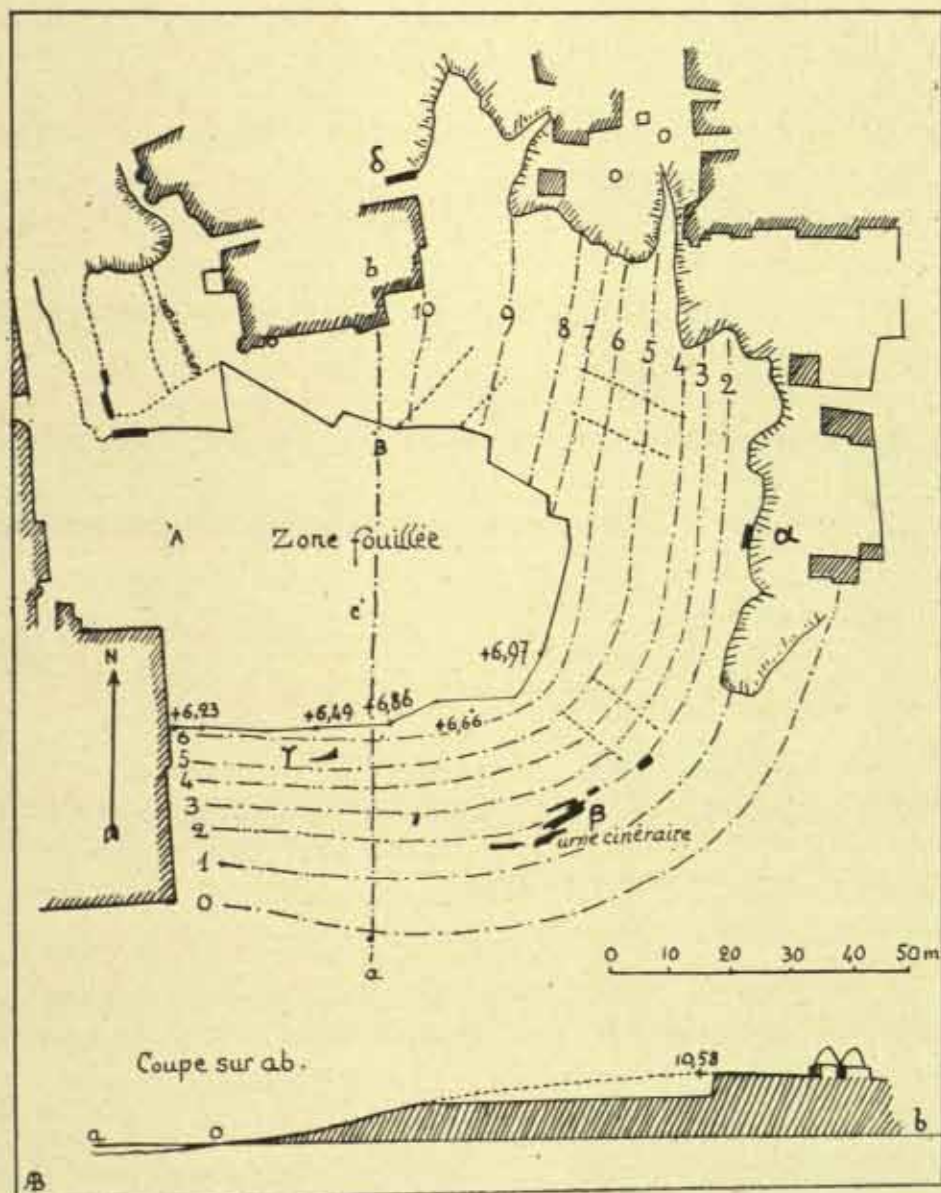 δ
b
10
9
8
7
6
5
4
3
2
B
A
Zone fouillée
α
c
+6,97
N
+6,23
+6,49
+6,86
+6,66
6
γ
5
4
3
β
2
urne cinéraire
1
0
a
0 10 20 30 40 50 m
10,58
Coupe sur ab.
a
0
b
AB